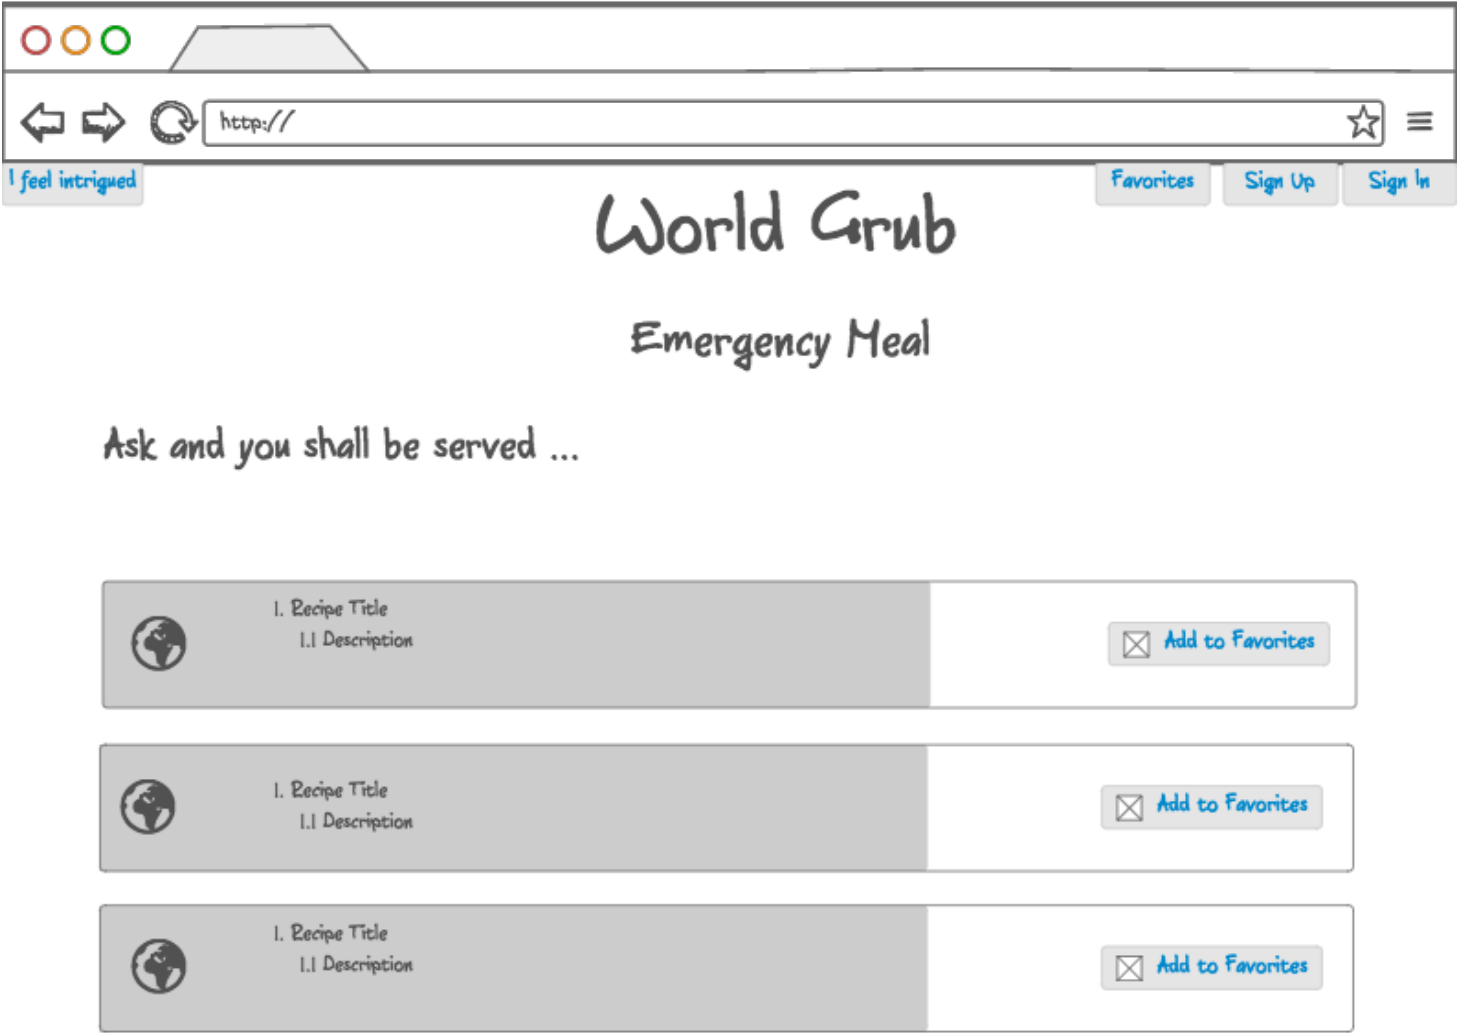 http://
I feel intrigued
Favorites
Sign Up
Sign In
World Grub
Emergency Meal
Ask and you shall be served ...
1. Recipe Title
1.1 Description
Add to Favorites
1. Recipe Title
1.1 Description
Add to Favorites
1. Recipe Title
1.1 Description
Add to Favorites